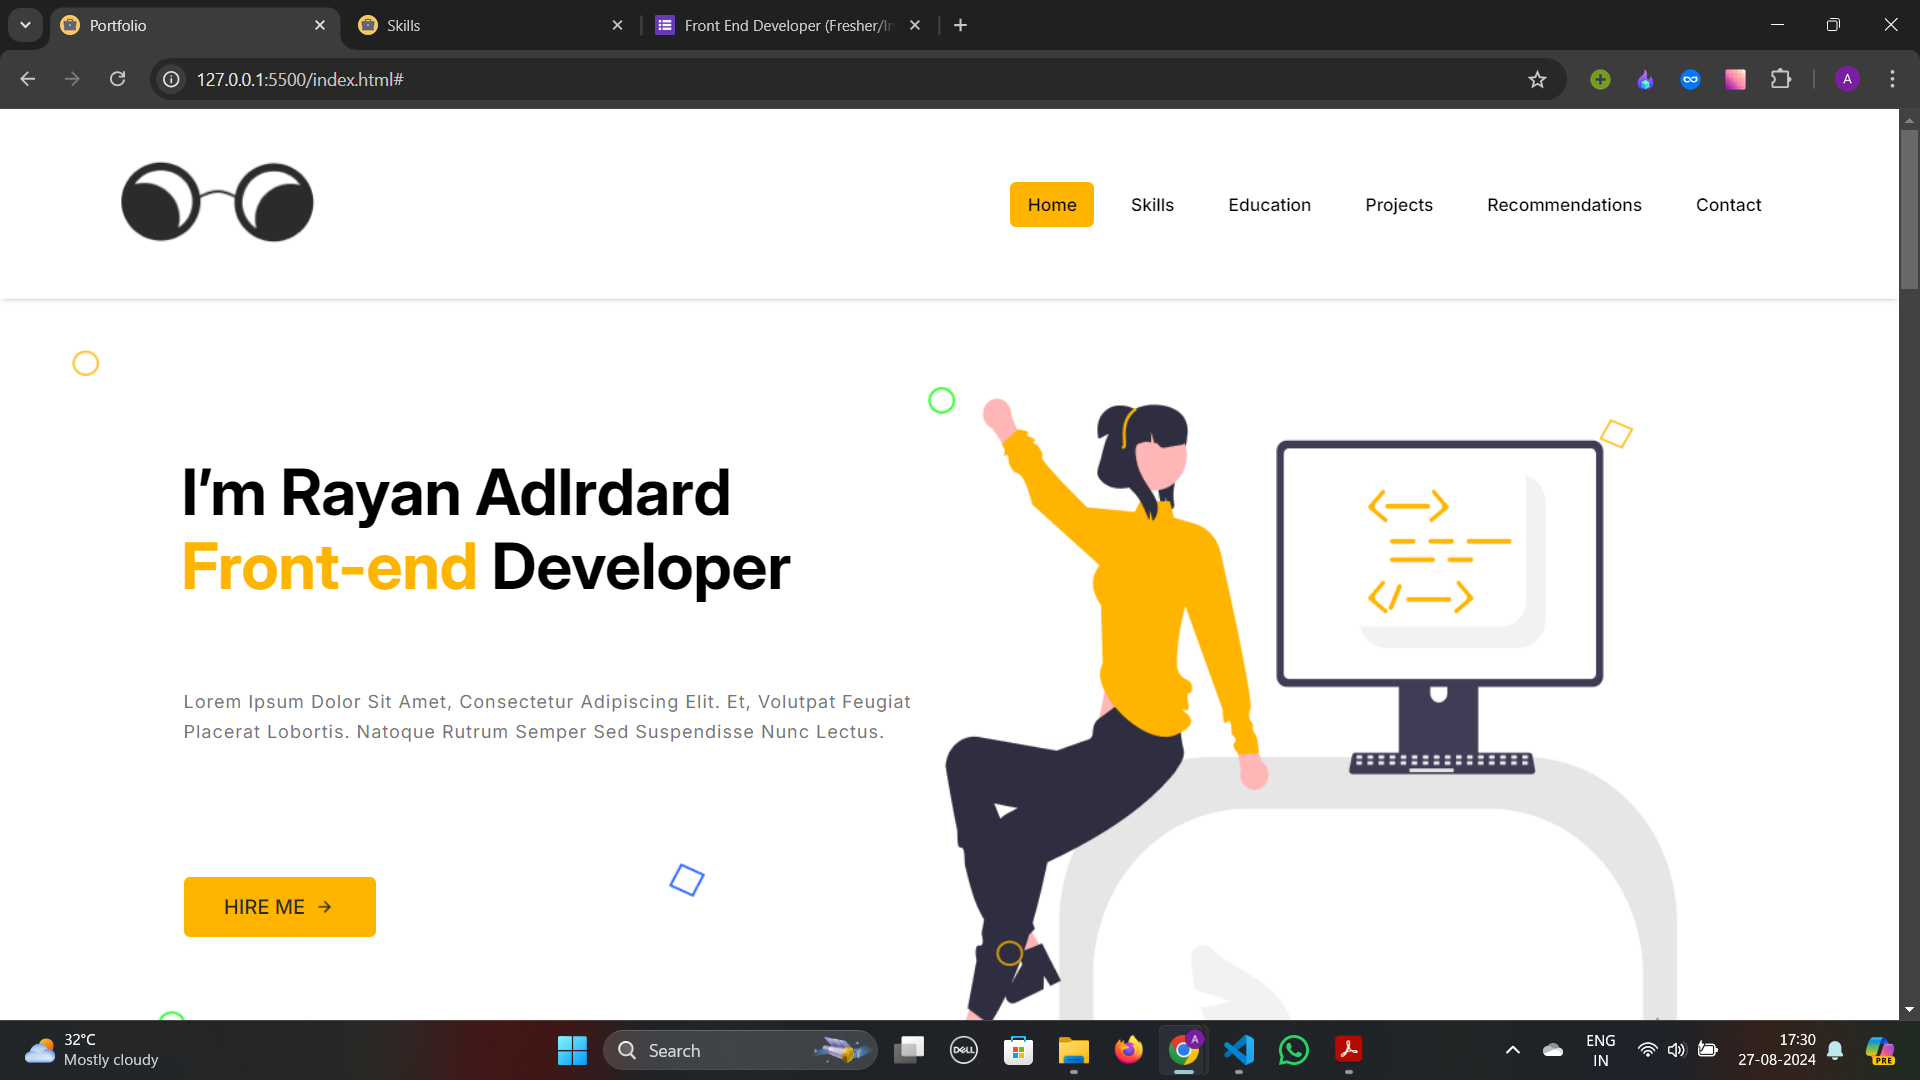 Portfolio
Skills
Front End Developer (Fresher/In
127.0.0.1:5500/index.html#
A
Home
Skills
Education
Projects
Recommendations
Contact
I'm Rayan Adlrdard
Front-end Developer
Lorem Ipsum Dolor Sit Amet, Consectetur Adipiscing Elit. Et, Volutpat Feugiat
Placerat Lobortis. Natoque Rutrum Semper Sed Suspendisse Nunc Lectus.
HIRE ME →
32°C
Mostly cloudy
Search
DELL
A
ENG
IN
17:30
27-08-2024
PRE